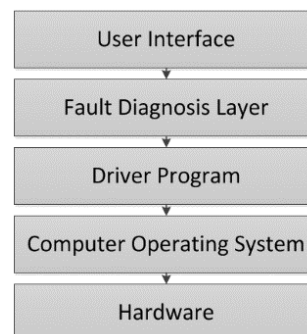 User Interface
Fault Diagnosis Layer
Driver Program
Computer Operating System
Hardware